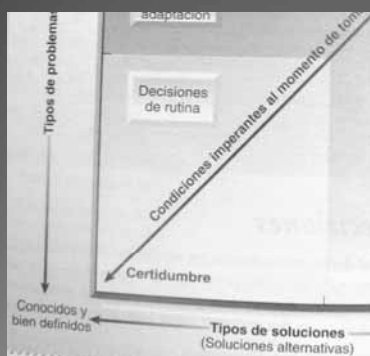 adaptación
Tipos de problemas
Decisiones
de rutina
Condiciones imperantes al momento de
Certidumbre
Conocidos y
bien definidos
Tipos de soluciones
(Soluciones alternativas)